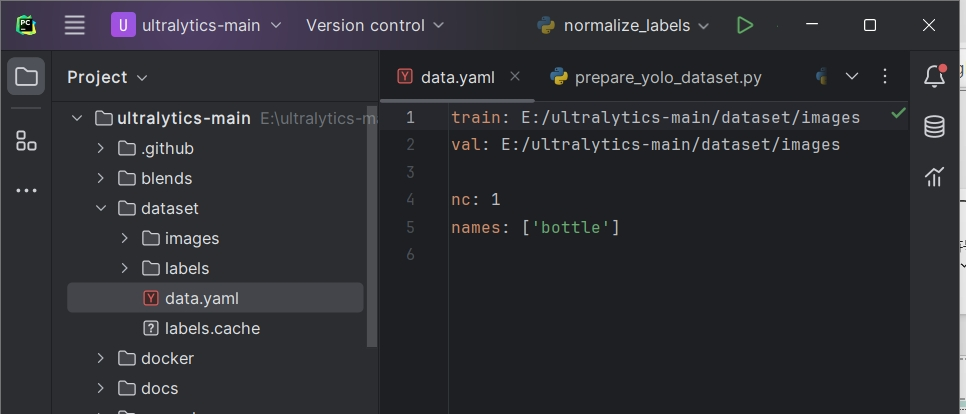 PC
U ultralytics-main
Version control
normalize_labels
Project
data.yaml
prepare_yolo_dataset.py
ultralytics-main E:\ultralytics-m
.github
blends
dataset
images
labels
data.yaml
labels.cache
docker
docs
1 train: E:/ultralytics-main/dataset/images
2 val: E:/ultralytics-main/dataset/images
3
4 nc: 1
5 names: ['bottle']
6